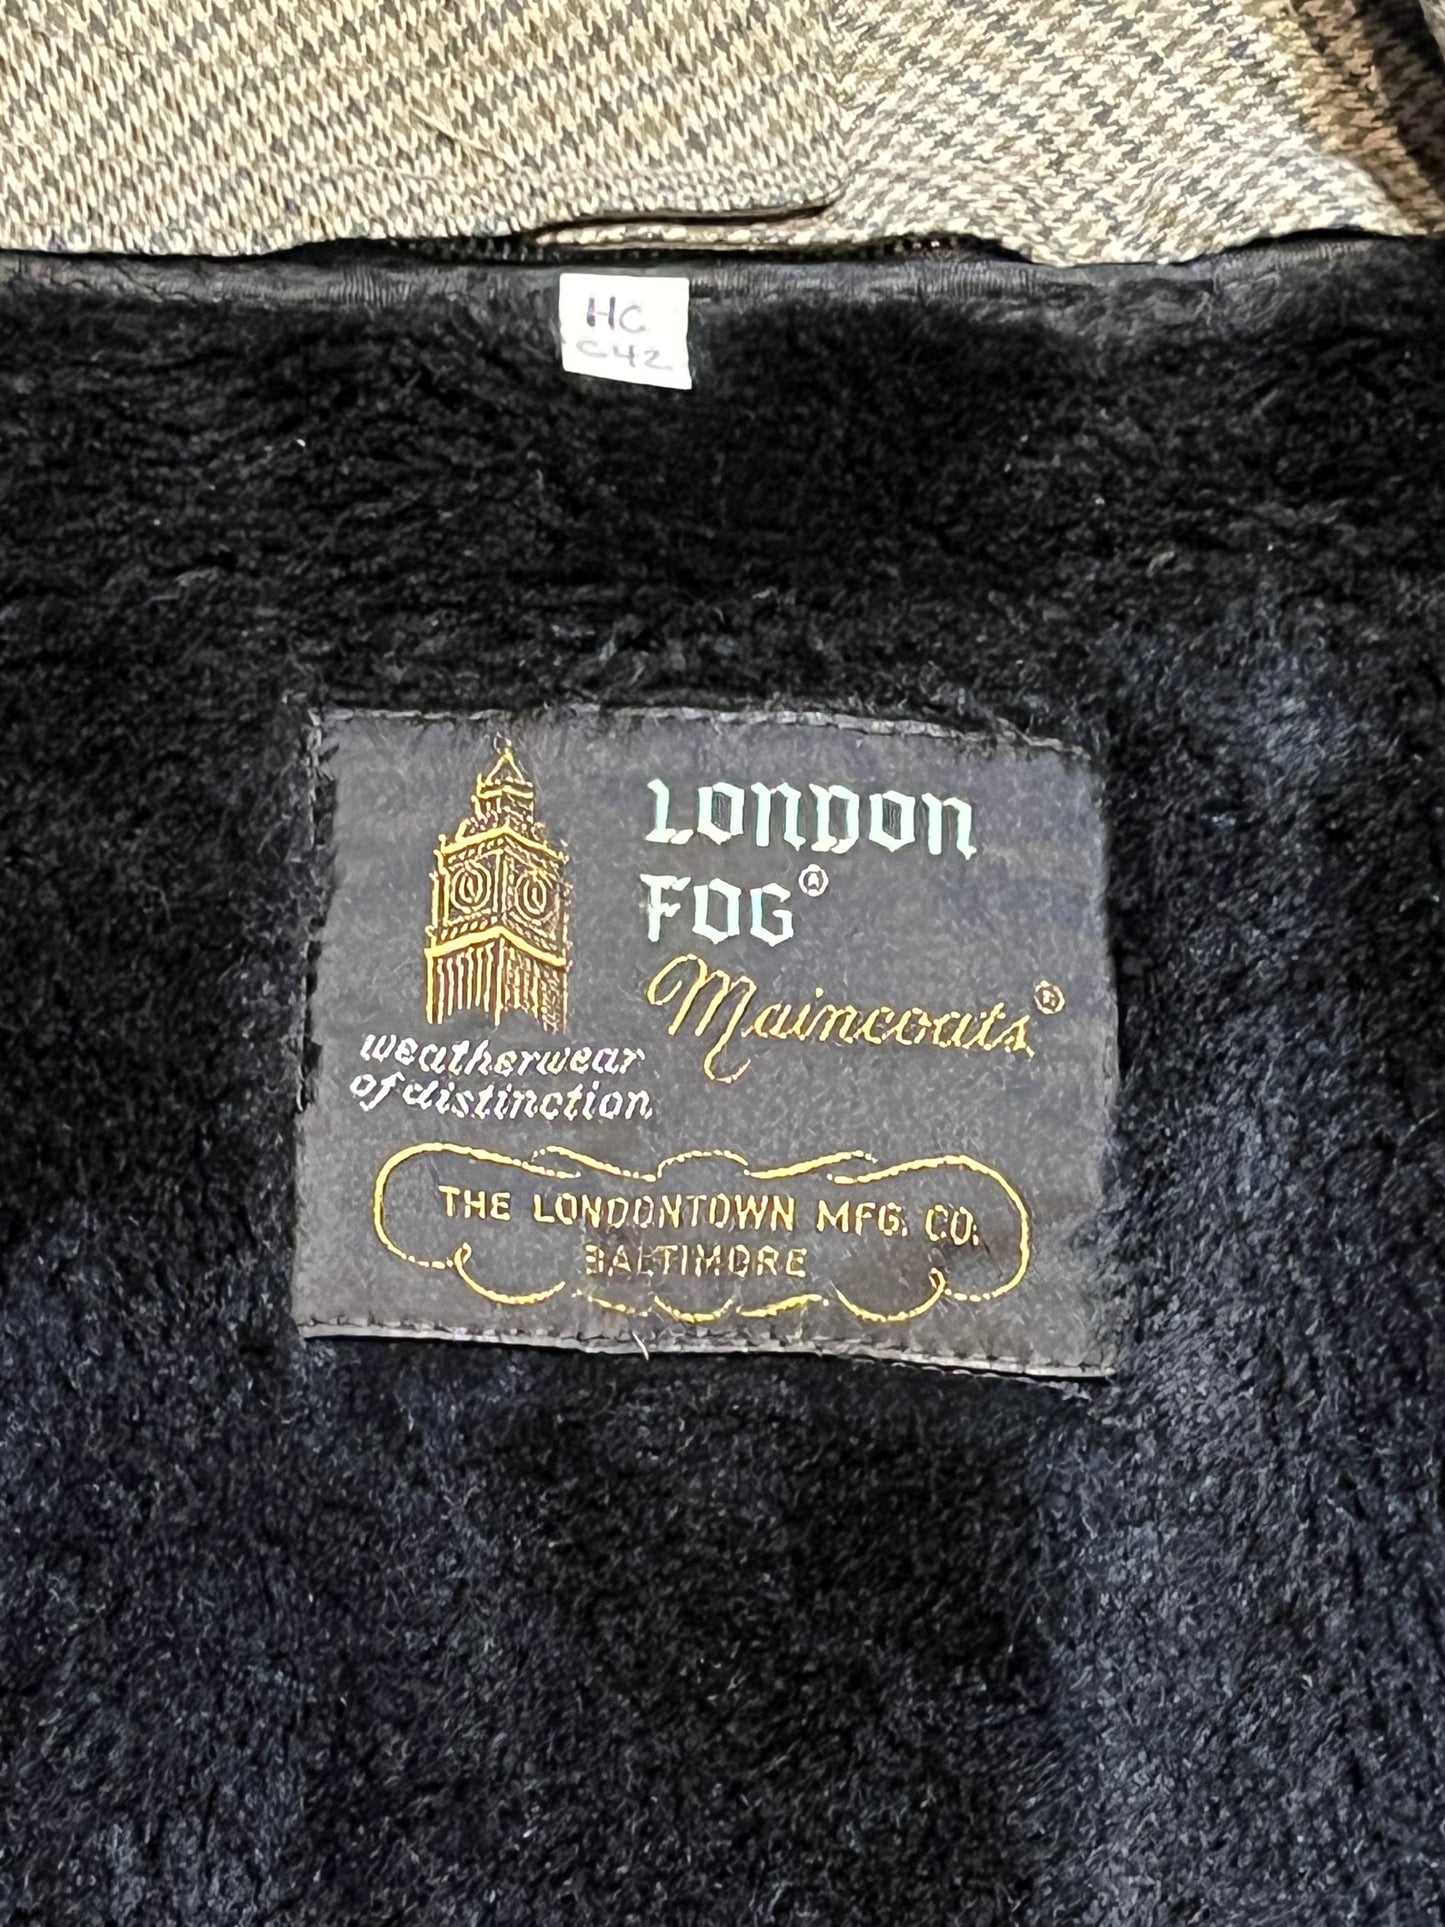 HC
C42
LONDON
FOG®
Maincoats®
weatherwear
of distinction
THE LONDONTOWN MFG. CO.
BALTIMORE